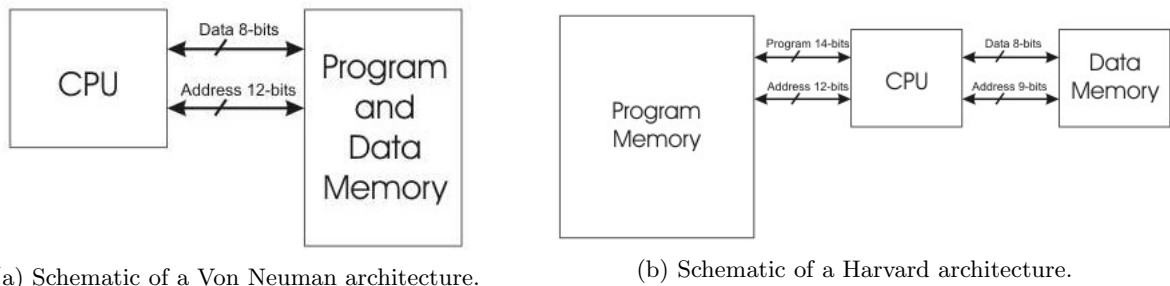 CPU
Data 8-bits
Address 12-bits
Program
and
Data
Memory
(a) Schematic of a Von Neuman architecture.
Program
Memory
Program 14-bits
Address 12-bits
CPU
Data 8-bits
Address 9-bits
Data
Memory
(b) Schematic of a Harvard architecture.